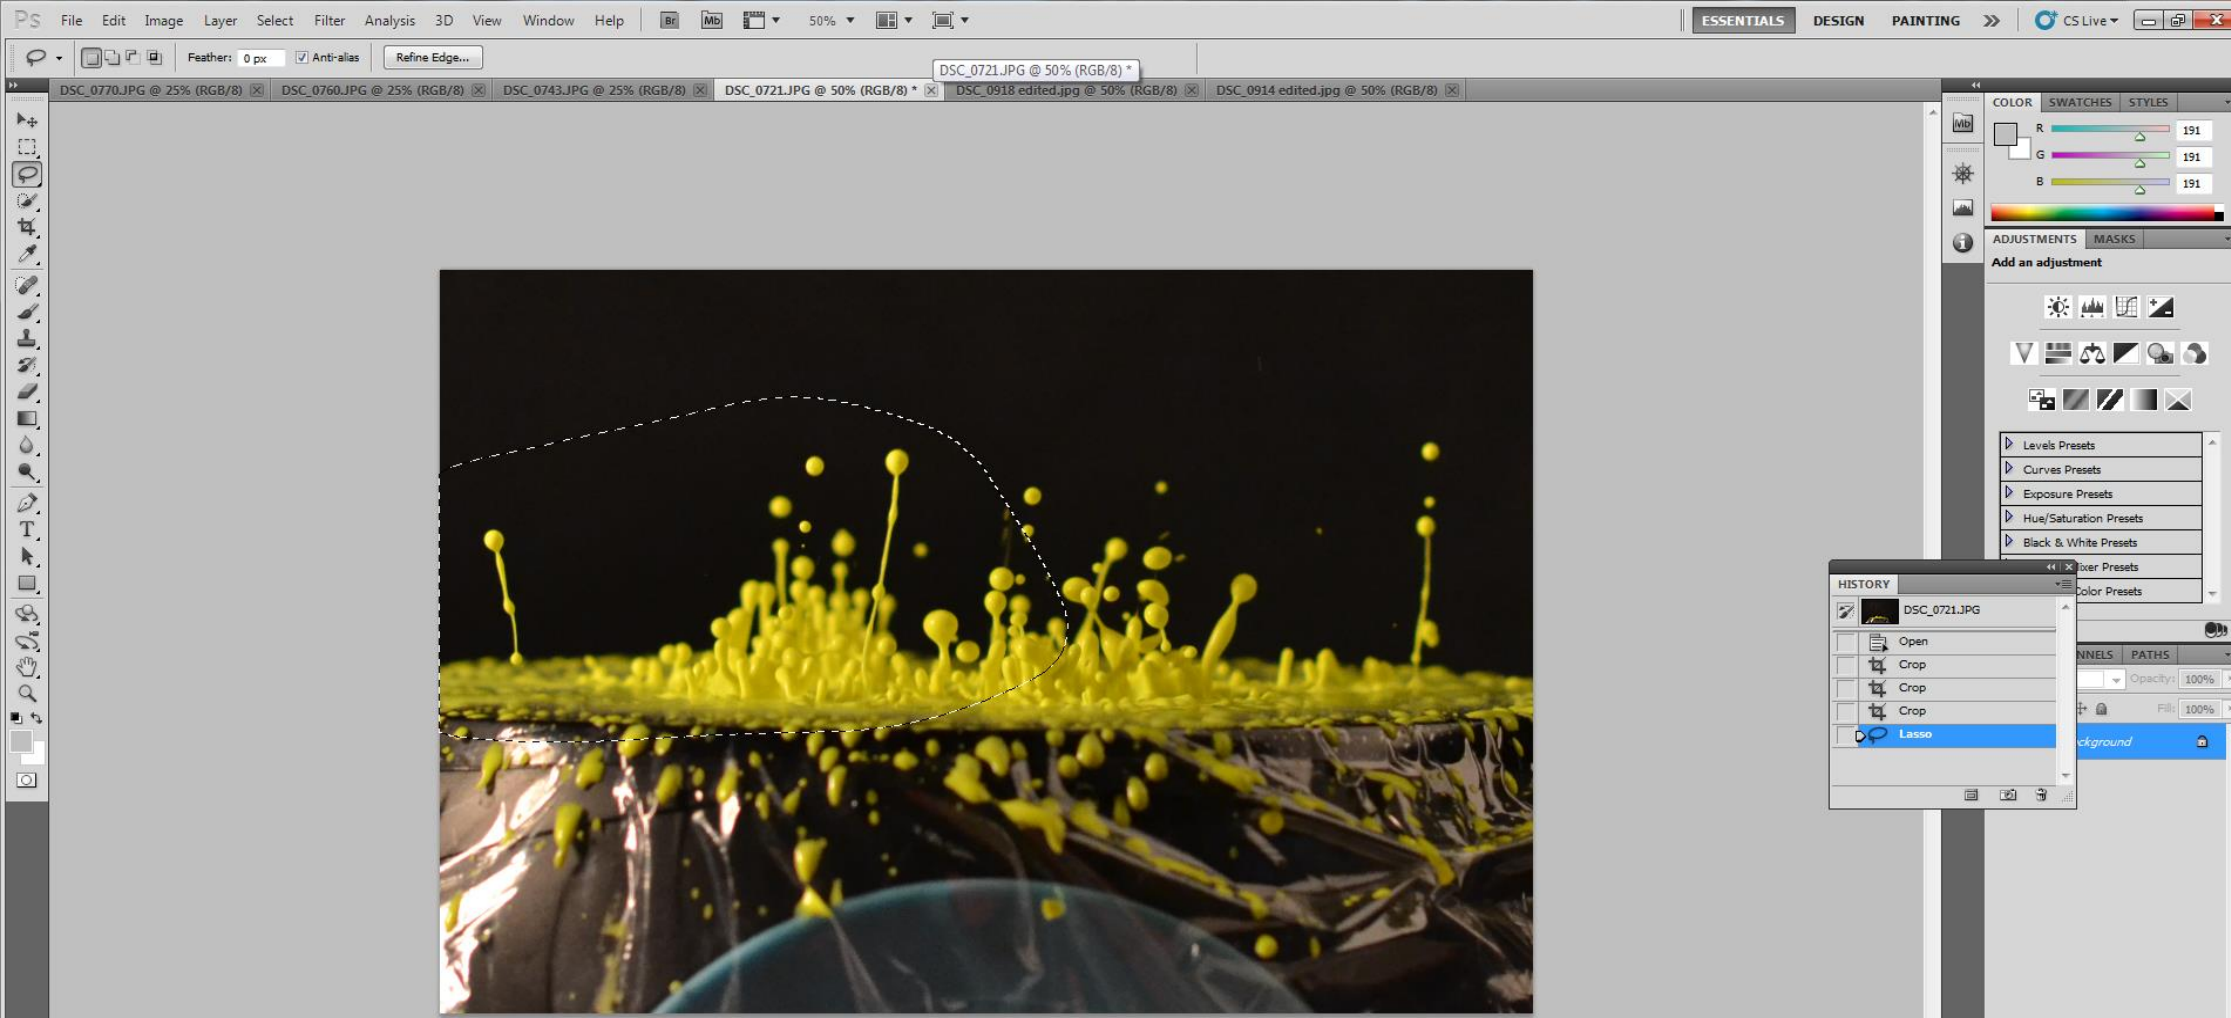 Ps File Edit Image Layer Select Filter Analysis 3D View Window Help Br Mb 50% ESSENTIALS DESIGN PAINTING CS Live
Feather: 0 px Anti-alias Refine Edge...
DSC_0721.JPG @ 50% (RGB/8) *
DSC_0770.JPG @ 25% (RGB/8) DSC_0760.JPG @ 25% (RGB/8) DSC_0743.JPG @ 25% (RGB/8) DSC_0721.JPG @ 50% (RGB/8) * DSC_0918 edited.jpg @ 50% (RGB/8) DSC_0914 edited.jpg @ 50% (RGB/8)
COLOR SWATCHES STYLES
Mb
R 191
G 191
B 191
ADJUSTMENTS MASKS
Add an adjustment
Levels Presets
Curves Presets
Exposure Presets
Hue/Saturation Presets
Black & White Presets
ixer Presets
Color Presets
HISTORY
DSC_0721.JPG
Open
Crop
Crop
Crop
Lasso
NNELS PATHS
Opacity: 100%
Fill: 100%
ckground
T